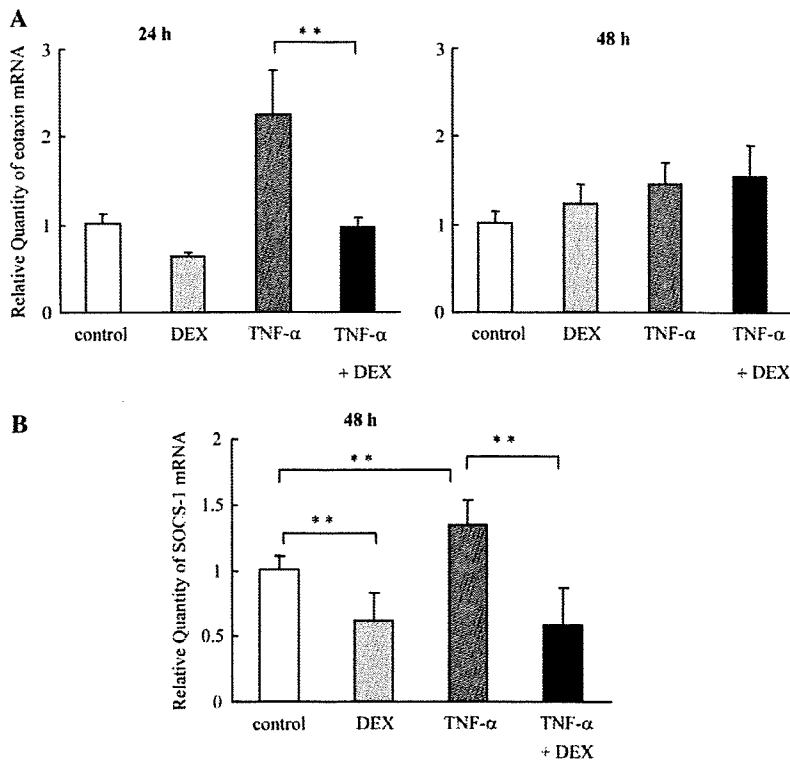 A
24 h
48 h
* *
Relative Quantity of eotaxin mRNA
3
2
1
0
control
DEX
TNF-α
TNF-α
+ DEX
3
2
1
0
control
DEX
TNF-α
TNF-α
+ DEX
B
48 h
Relative Quantity of SOCS-1 mRNA
2
1.5
1
0.5
0
* *
* *
* *
control
DEX
TNF-α
TNF-α
+ DEX